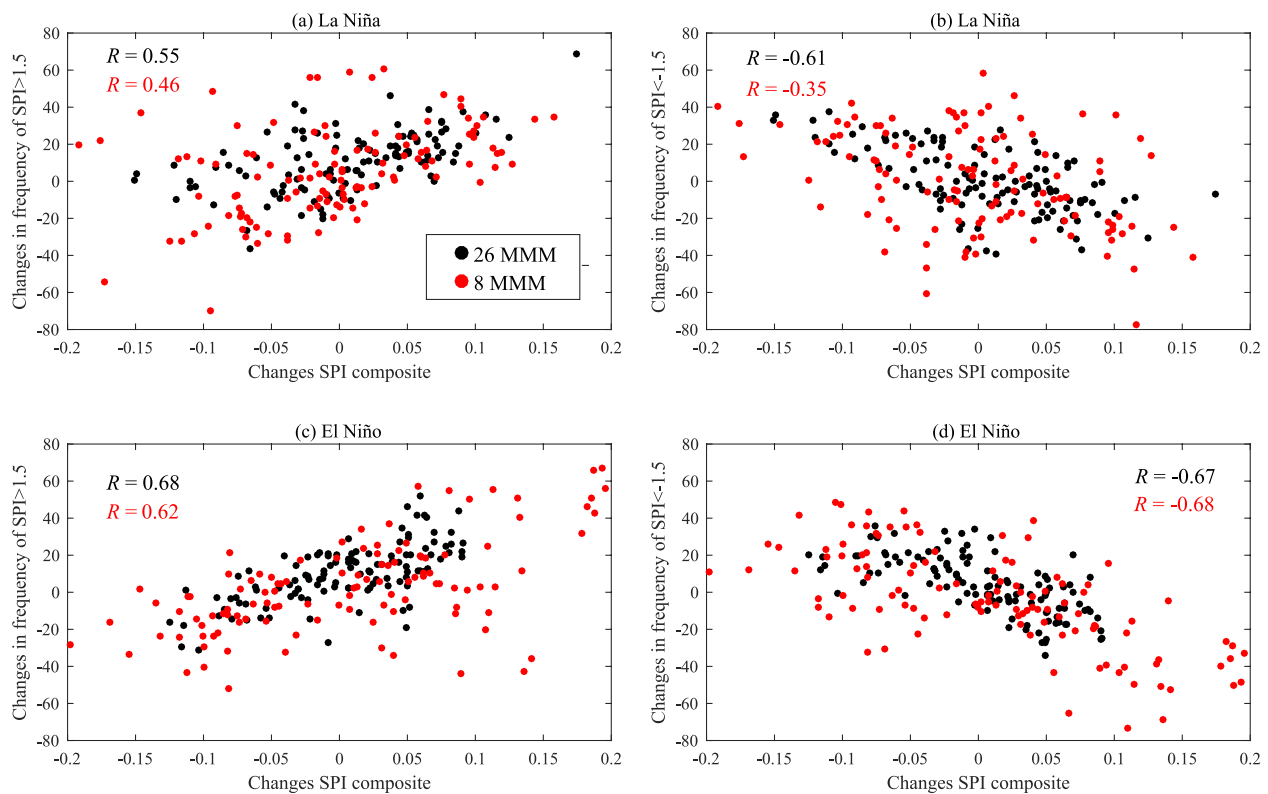 (a) La Niña
R = 0.55
R = 0.46
80
60
40
20
0
-20
-40
-60
-80
Changes in frequency of SPI>1.5
26 MMM
8 MMM
-0.2 -0.15 -0.1 -0.05 0 0.05 0.1 0.15 0.2
Changes SPI composite
(b) La Niña
R = -0.61
R = -0.35
80
60
40
20
0
-20
-40
-60
-80
Changes in frequency of SPI<-1.5
-0.2 -0.15 -0.1 -0.05 0 0.05 0.1 0.15 0.2
Changes SPI composite
(c) El Niño
R = 0.68
R = 0.62
80
60
40
20
0
-20
-40
-60
-80
Changes in frequency of SPI>1.5
-0.2 -0.15 -0.1 -0.05 0 0.05 0.1 0.15 0.2
Changes SPI composite
(d) El Niño
R = -0.67
R = -0.68
80
60
40
20
0
-20
-40
-60
-80
Changes in frequency of SPI<-1.5
-0.2 -0.15 -0.1 -0.05 0 0.05 0.1 0.15 0.2
Changes SPI composite